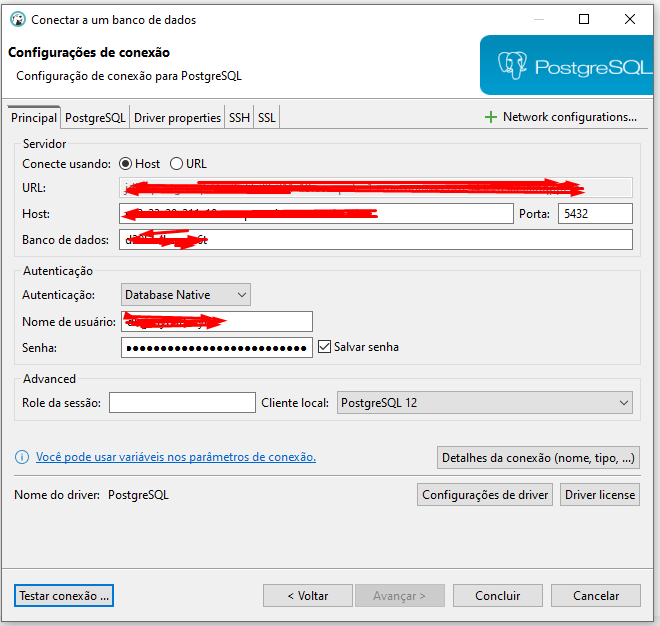 Conectar a um banco de dados
Configurações de conexão
Configuração de conexão para PostgreSQL
PostgreSQL
Principal PostgreSQL Driver properties SSH SSL Network configurations...
Servidor
Conecte usando: Host URL
URL:
Host: Porta: 5432
Banco de dados:
Autenticação
Autenticação: Database Native
Nome de usuário:
Senha: Salvar senha
Advanced
Role da sessão: Cliente local: PostgreSQL 12
Você pode usar variáveis nos parâmetros de conexão.
Detalhes da conexão (nome, tipo, ...)
Nome do driver: PostgreSQL Configurações de driver Driver license
Testar conexão ... < Voltar Avançar > Concluir Cancelar